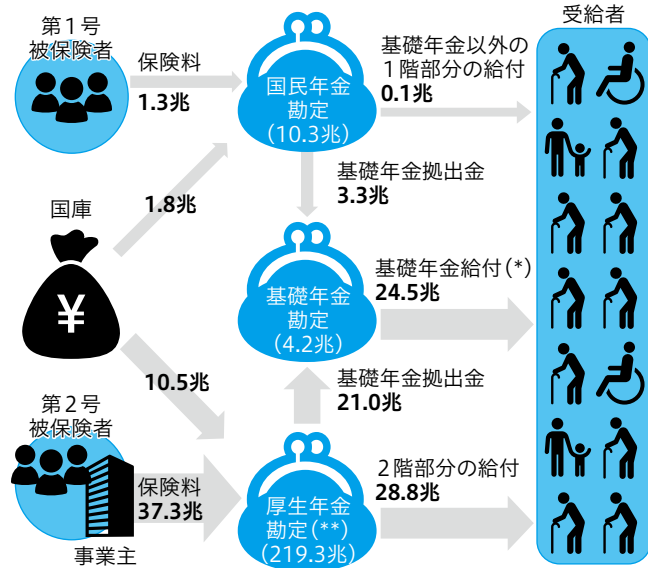 第1号
被保険者
保険料
1.3兆
国民年金
勘定
(10.3兆)
基礎年金以外の
1階部分の給付
0.1兆
受給者
国庫
¥
1.8兆
基礎年金拠出金
3.3兆
基礎年金
勘定
(4.2兆)
基礎年金給付(*)
24.5兆
10.5兆
基礎年金拠出金
21.0兆
第2号
被保険者
事業主
保険料
37.3兆
厚生年金
勘定(**)
(219.3兆)
2階部分の給付
28.8兆